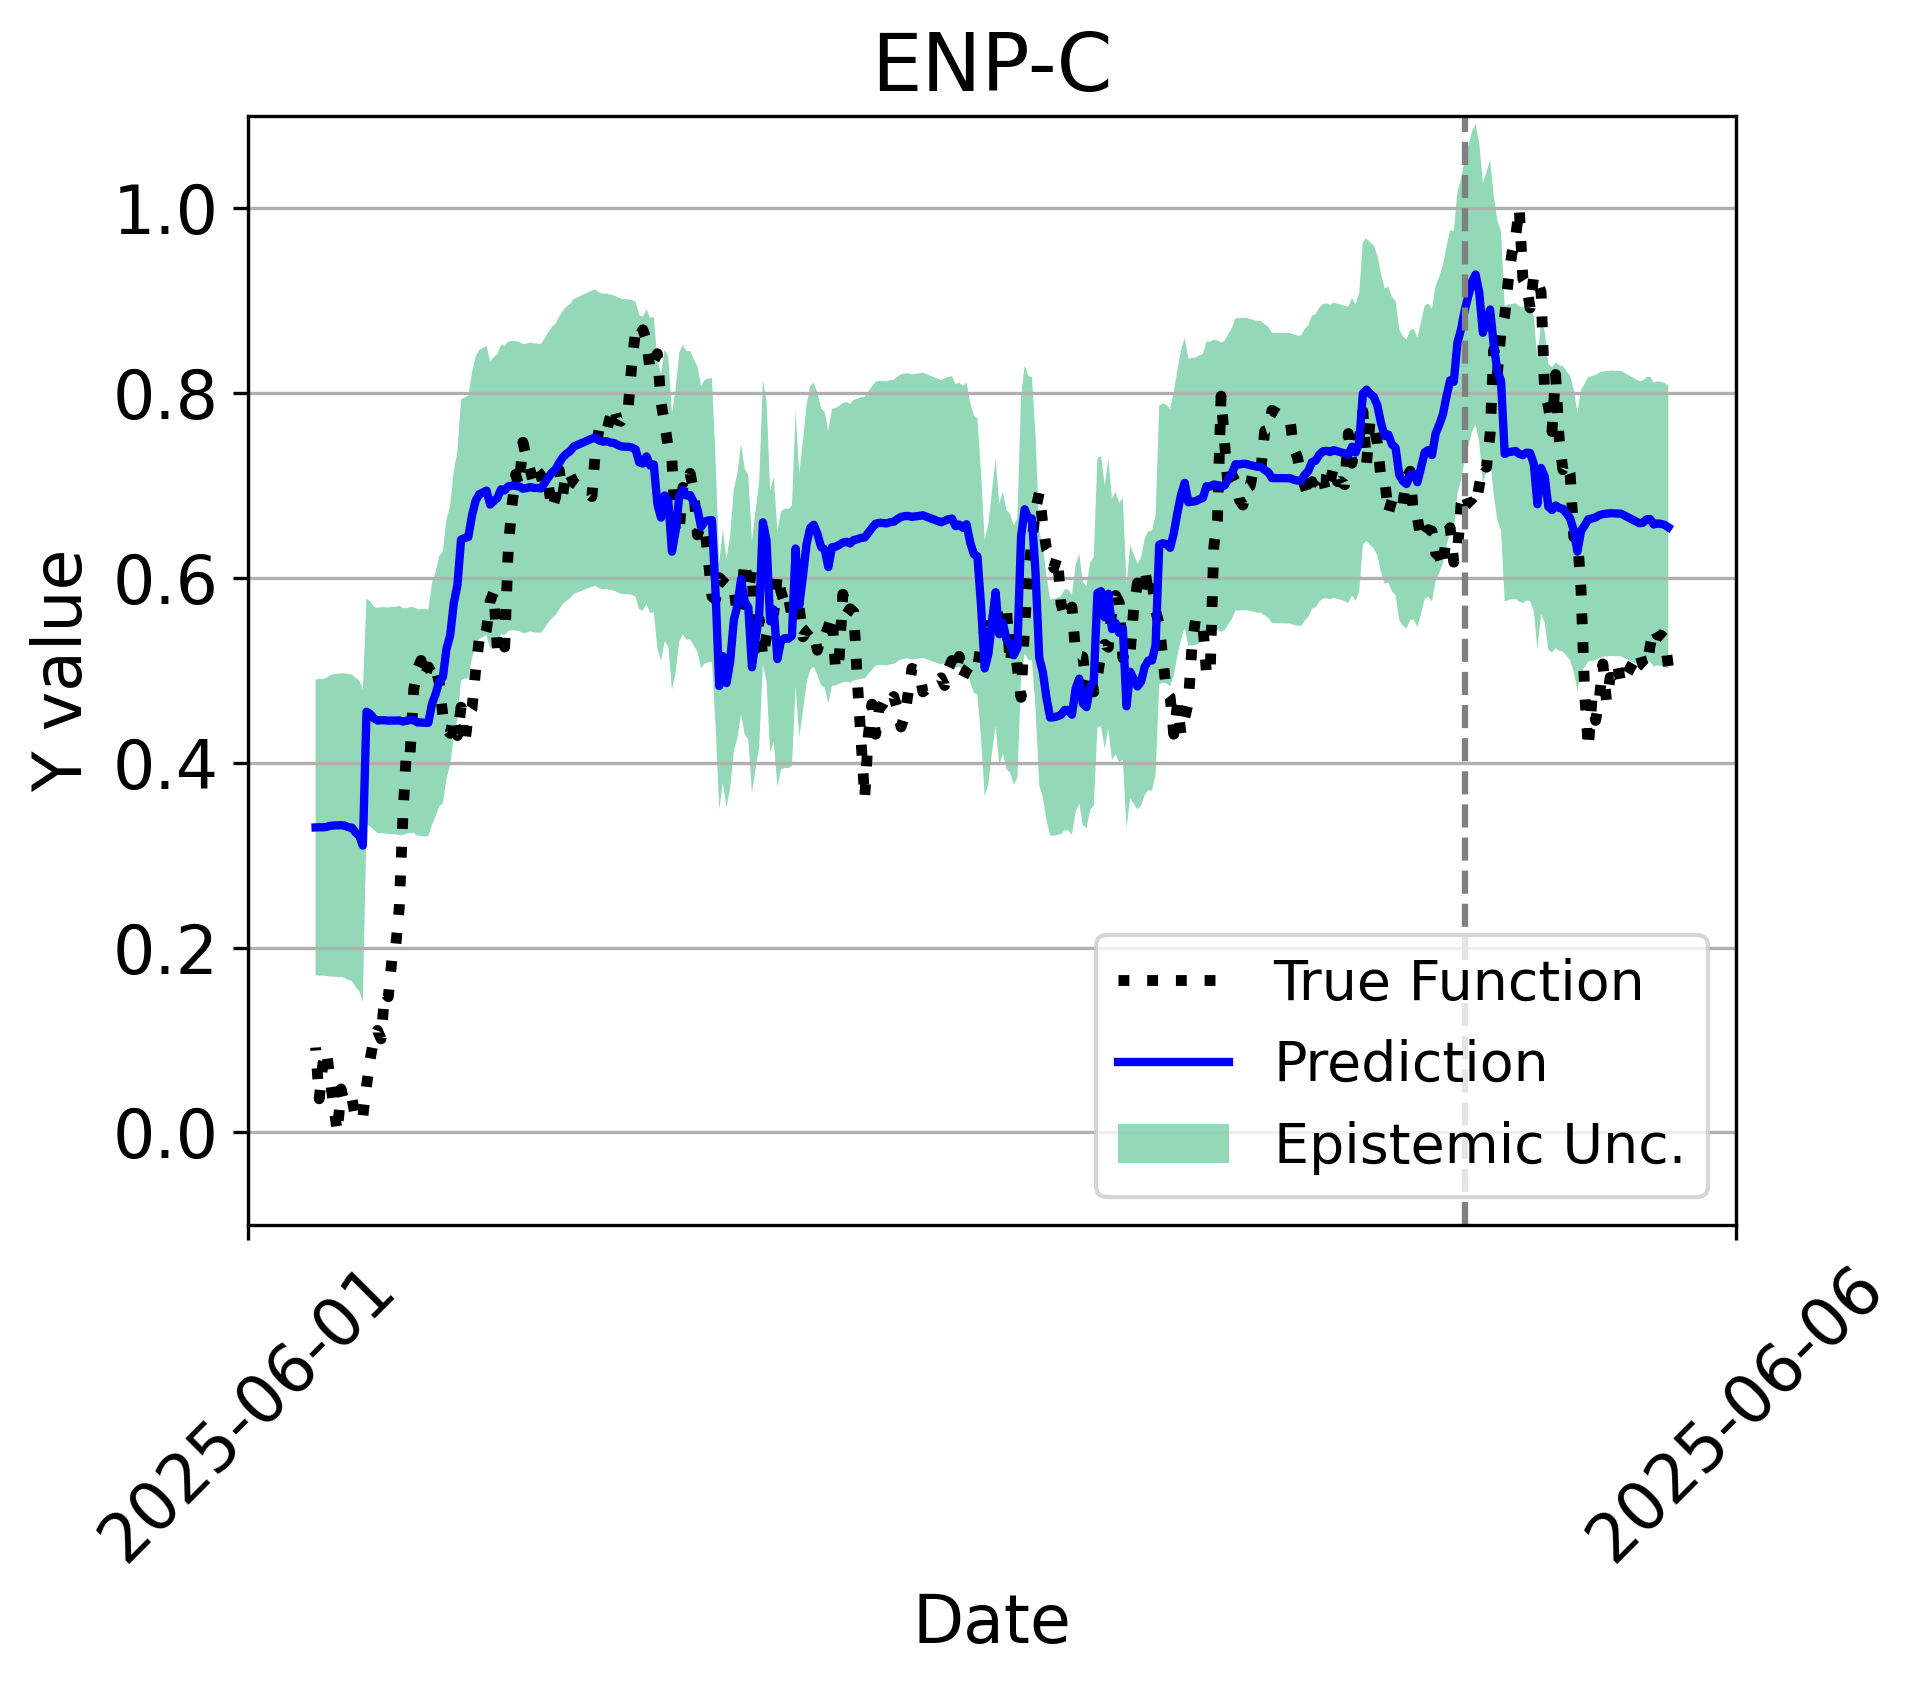 ENP-C
Y value
1.0
0.8
0.6
0.4
0.2
0.0
True Function
Prediction
Epistemic Unc.
2025-06-01
2025-06-06
Date